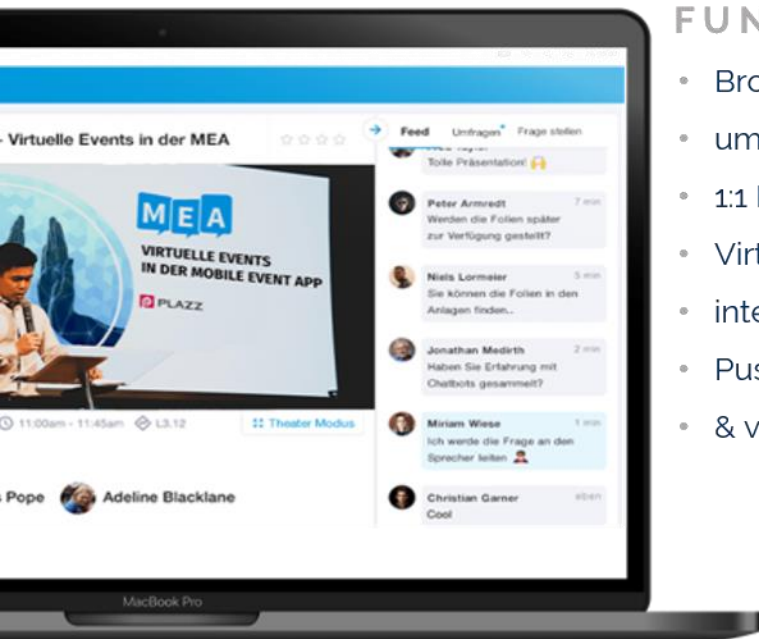 - Virtuelle Events in der MEA
MEA
VIRTUELLE EVENTS
IN DER MOBILE EVENT APP
PLAZZ
11:00am - 11:45am L3.12
Theater Modus
Pope
Adeline Blacklane
Feed Umfragen Frage stellen
Tolle Präsentation! 🙌
Peter Armredt 7 min
Werden die Folien später
zur Verfügung gestellt?
Niels Lormeier 5 min
Sie können die Folien in den
Anlagen finden..
Jonathan Medirth 2 min
Haben Sie Erfahrung mit
Chatbots gesammelt?
Miriam Wiese 1 min
Ich werde die Frage an den
Sprecher leiten
Christian Garner eben
Cool
MacBook Pro
FUN
• Bro
• um
• 1:1
• Virt
• inte
• Pus
• & v